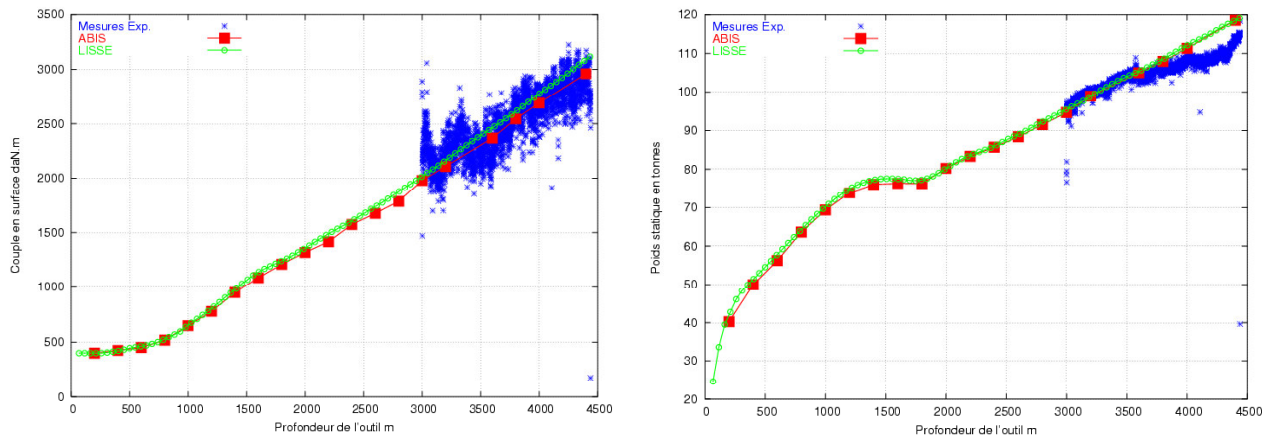 Mesures Exp.
ABIS
LISSE
3500
3000
2500
2000
1500
1000
500
0
0 500 1000 1500 2000 2500 3000 3500 4000 4500
Couple en surface daN.m
Profondeur de l'outil m
Mesures Exp.
ABIS
LISSE
120
110
100
90
80
70
60
50
40
30
20
0 500 1000 1500 2000 2500 3000 3500 4000 4500
Poids statique en tonnes
Profondeur de l'outil m